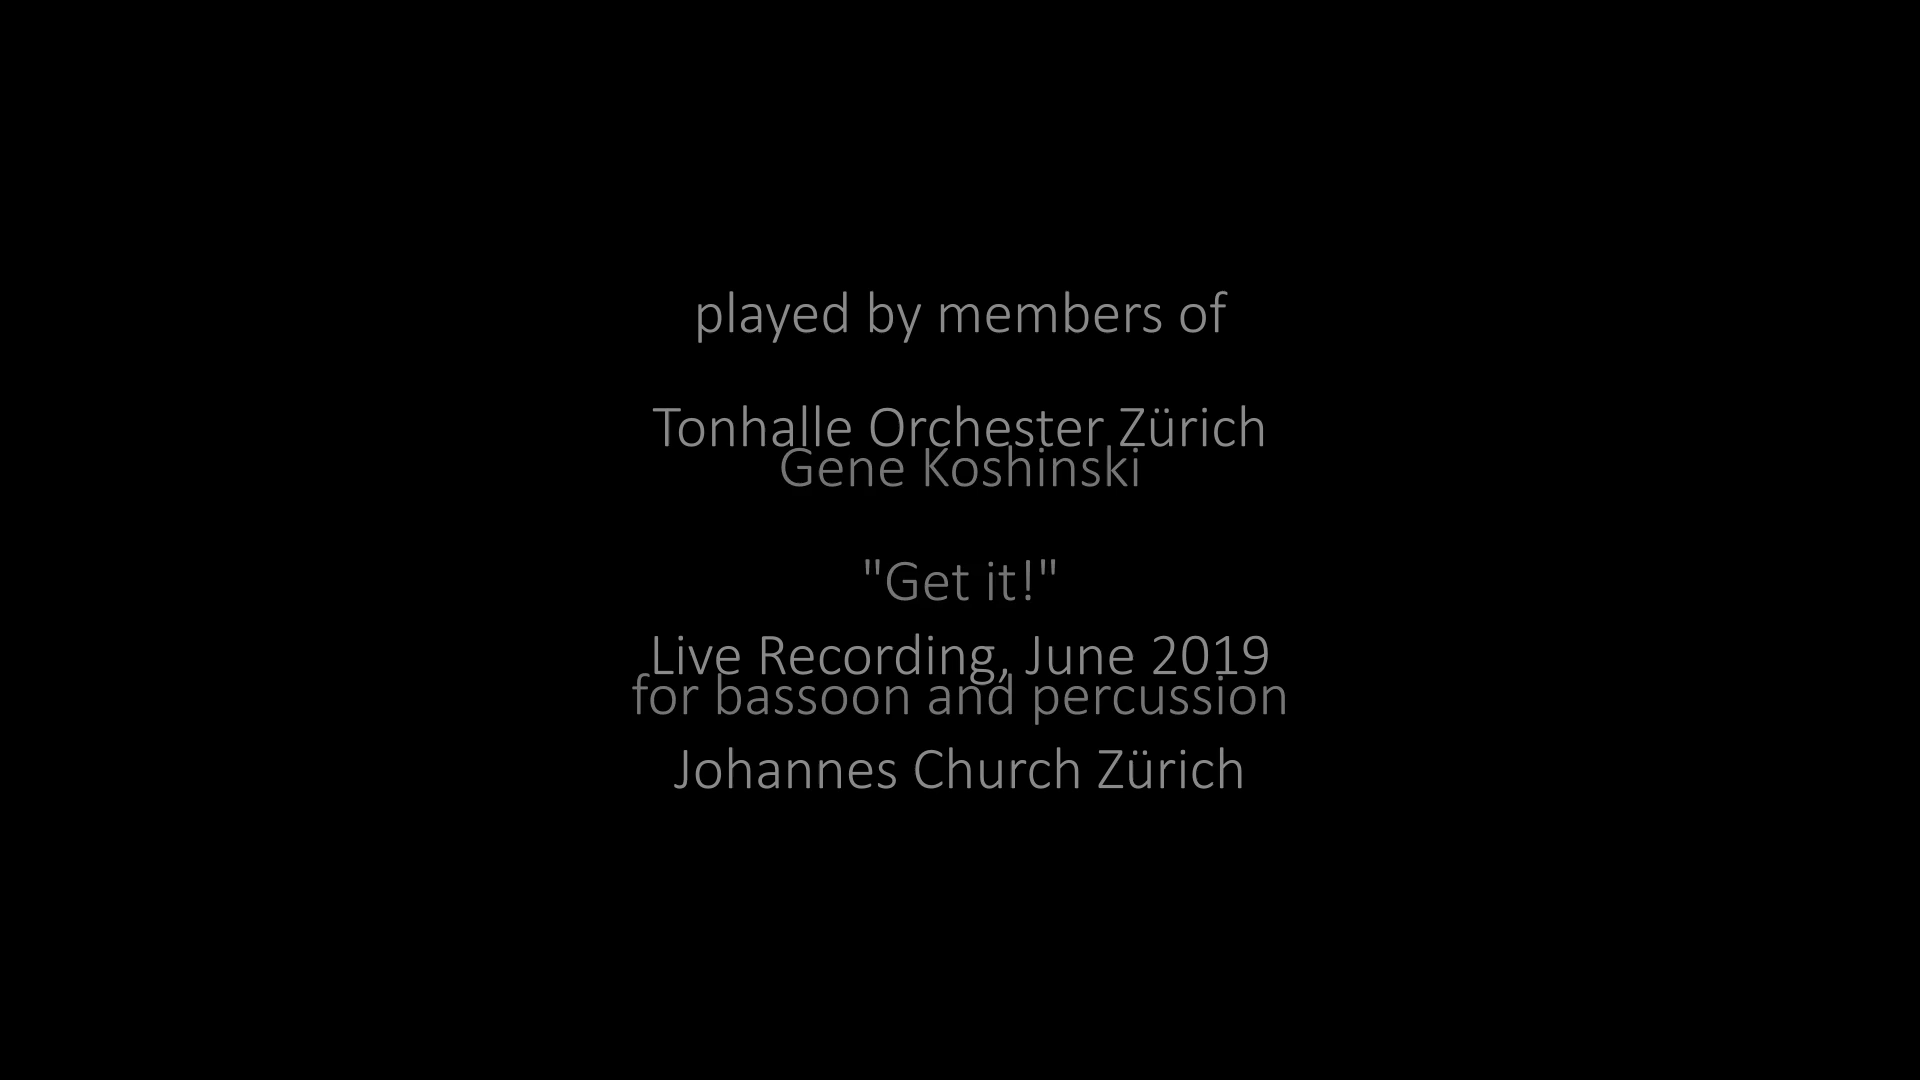 played by members of
Tonhalle Orchester Zürich
Gene Koshinski
"Get it!"
Live Recording, June 2019
for bassoon and percussion
Johannes Church Zürich